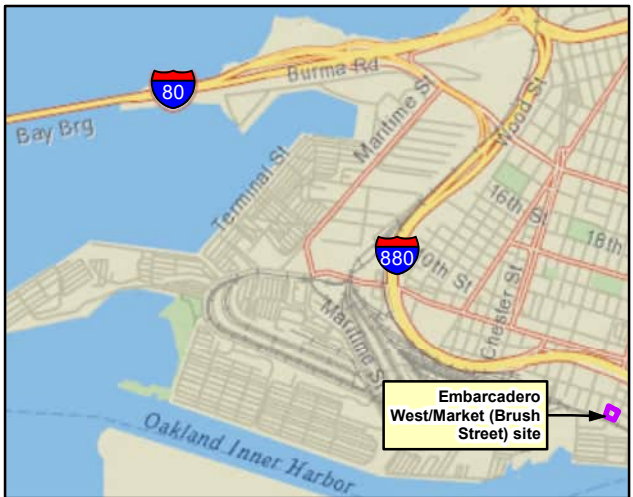 Burma Rd
80
Bay Brg
Maritime St
Wood St
Terminal St
16th St
18th
880
10th St
Chester St
Maritime St
Embarcadero
West/Market (Brush
Street) site
Oakland Inner Harbor